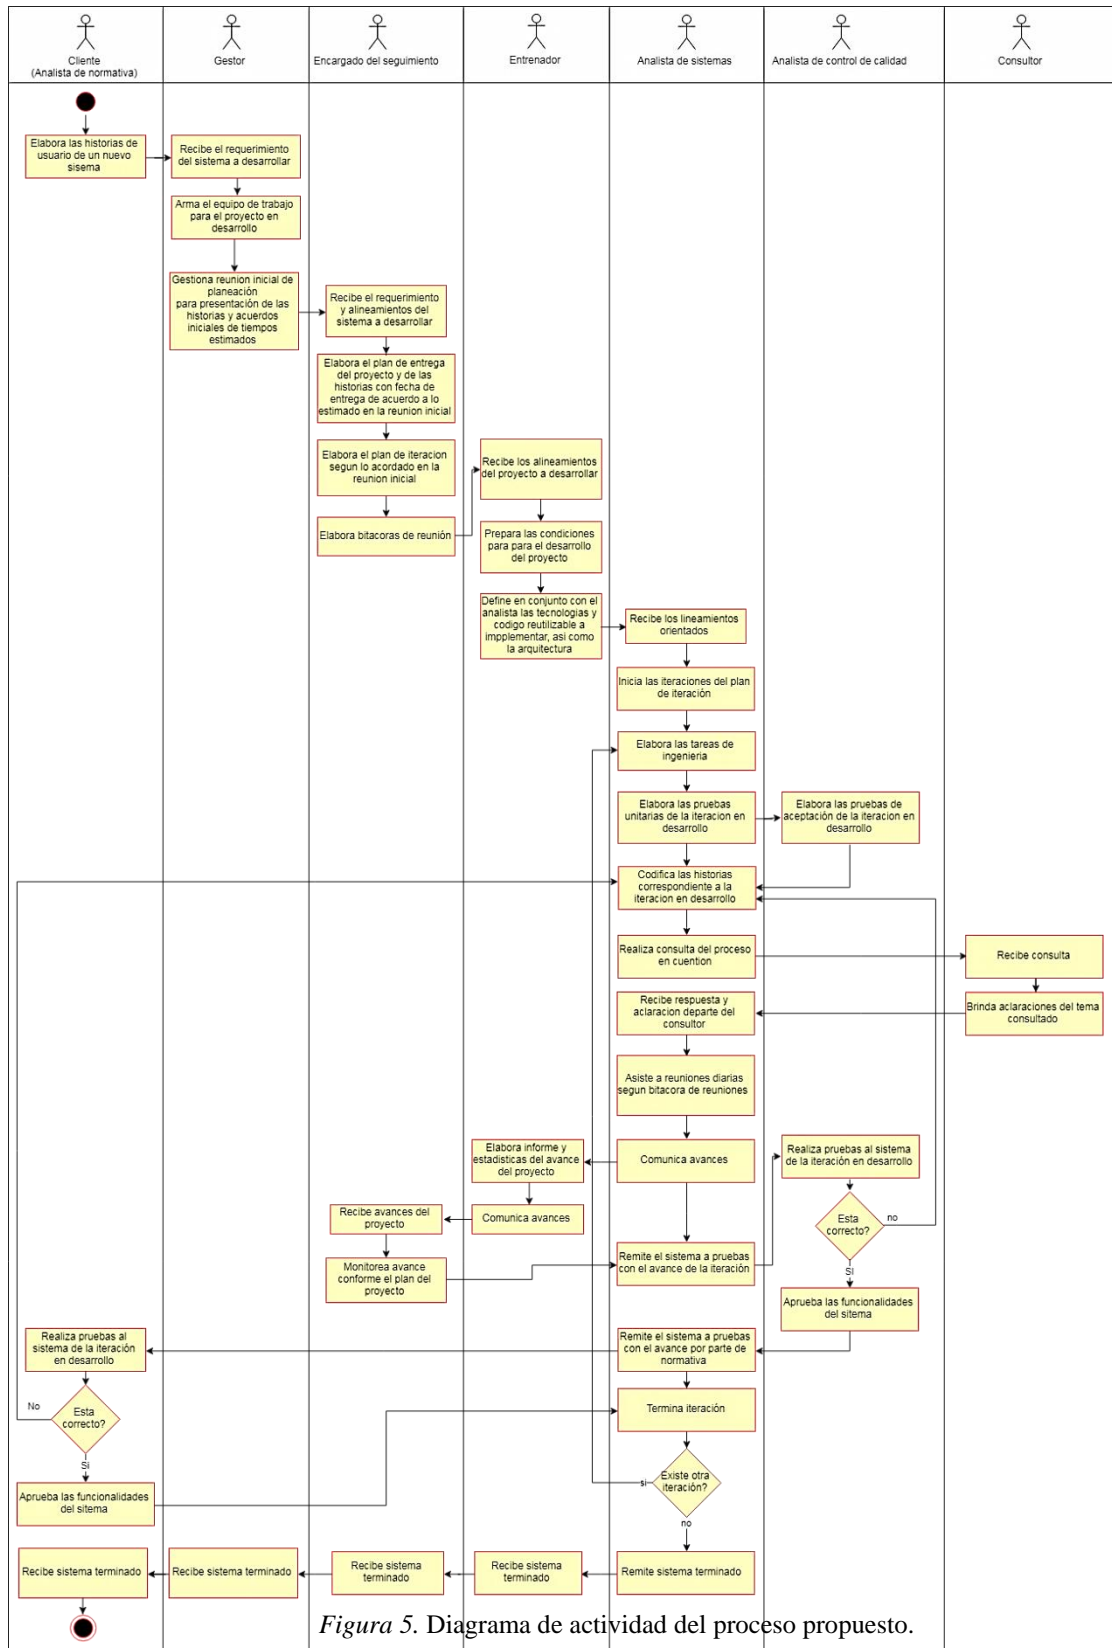 Cliente
(Analista de normativa)
Gestor
Encargado del seguimiento
Entrenador
Analista de sistemas
Analista de control de calidad
Consultor
Elabora las historias de
usuario de un nuevo
sisema
Recibe el requerimiento
del sistema a desarrollar
Arma el equipo de trabajo
para el proyecto en
desarrollo
Gestiona reunion inicial de
planeación
para presentación de las
historias y acuerdos
iniciales de tiempos
estimados
Recibe el requerimiento
y alineamientos del
sistema a desarrollar
Elabora el plan de entrega
del proyecto y de las
historias con fecha de
entrega de acuerdo a lo
estimado en la reunion inicial
Elabora el plan de iteracion
segun lo acordado en la
reunion inicial
Elabora bitacoras de reunión
Recibe los alineamientos
del proyecto a desarrollar
Prepara las condiciones
para para el desarrollo
del proyecto
Define en conjunto con el
analista las tecnologias y
codigo reutilizable a
impplementar, asi como
la arquitectura
Recibe los lineamientos
orientados
Inicia las iteraciones del plan
de iteración
Elabora las tareas de
ingenieria
Elabora las pruebas
unitarias de la iteracion en
desarrollo
Elabora las pruebas de
aceptación de la iteracion en
desarrollo
Codifica las historias
correspondiente a la
iteracion en desarrollo
Realiza consulta del proceso
en cuention
Recibe consulta
Brinda aclaraciones del tema
consultado
Recibe respuesta y
aclaracion departe del
consultor
Asiste a reuniones diarias
segun bitacora de reuniones
Comunica avances
Elabora informe y
estadisticas del avance
del proyecto
Comunica avances
Recibe avances del
proyecto
Monitorea avance
conforme el plan del
proyecto
Remite el sistema a pruebas
con el avance de la iteración
Realiza pruebas al sistema
de la iteración en desarrollo
Esta
correcto?
no
SI
Aprueba las funcionalidades
del sitema
Remite el sistema a pruebas
con el avance por parte de
normativa
Realiza pruebas al
sistema de la iteración
en desarrollo
Esta
correcto?
No
Si
Aprueba las funcionalidades
del sitema
Termina iteración
Existe otra
iteración?
si
no
Remite sistema terminado
Recibe sistema
terminado
Recibe sistema
terminado
Recibe sistema terminado
Recibe sistema terminado
Figura 5. Diagrama de actividad del proceso propuesto.